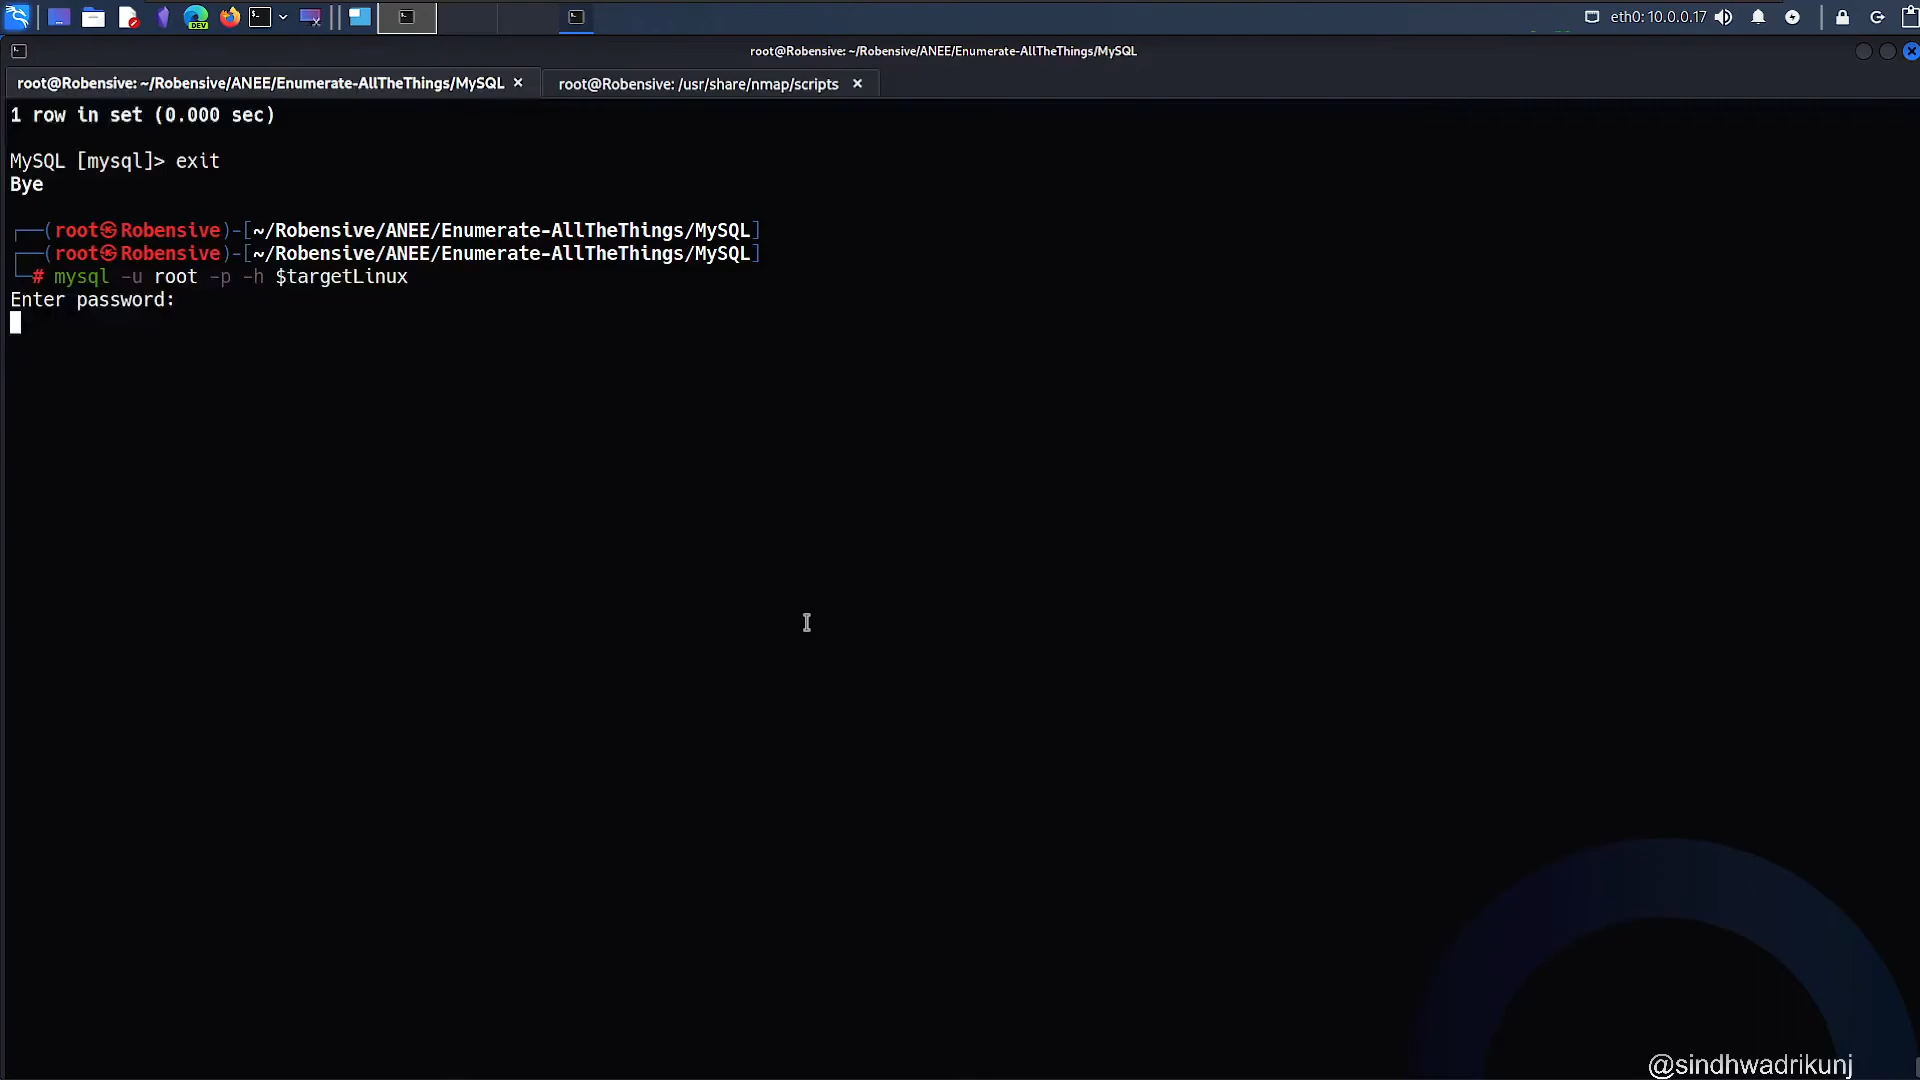 DEV
eth0: 10.0.0.17
root@Robensive: ~/Robensive/ANEE/Enumerate-AllTheThings/MySQL
root@Robensive: ~/Robensive/ANEE/Enumerate-AllTheThings/MySQL
root@Robensive: /usr/share/nmap/scripts
1 row in set (0.000 sec)
MySQL [mysql]> exit
Bye
┌──(root㉿Robensive)-[~/Robensive/ANEE/Enumerate-AllTheThings/MySQL]
┌──(root㉿Robensive)-[~/Robensive/ANEE/Enumerate-AllTheThings/MySQL]
└─# mysql -u root -p -h $targetLinux
Enter password:
@sindhwadrikunj